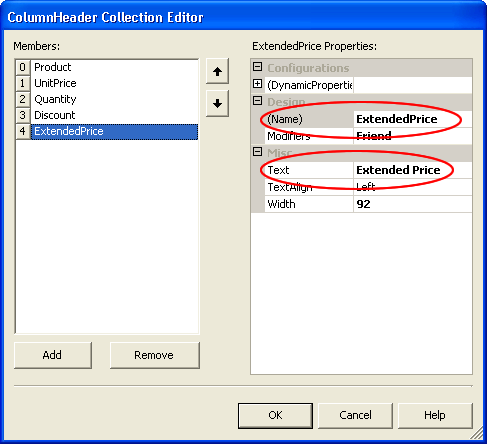 ColumnHeader Collection Editor
Members:
0 Product
1 UnitPrice
2 Quantity
3 Discount
4 ExtendedPrice
Add Remove
ExtendedPrice Properties:
Configurations
(DynamicPropertie
Design
(Name) ExtendedPrice
Modifiers Friend
Misc
Text Extended Price
TextAlign Left
Width 92
OK Cancel Help